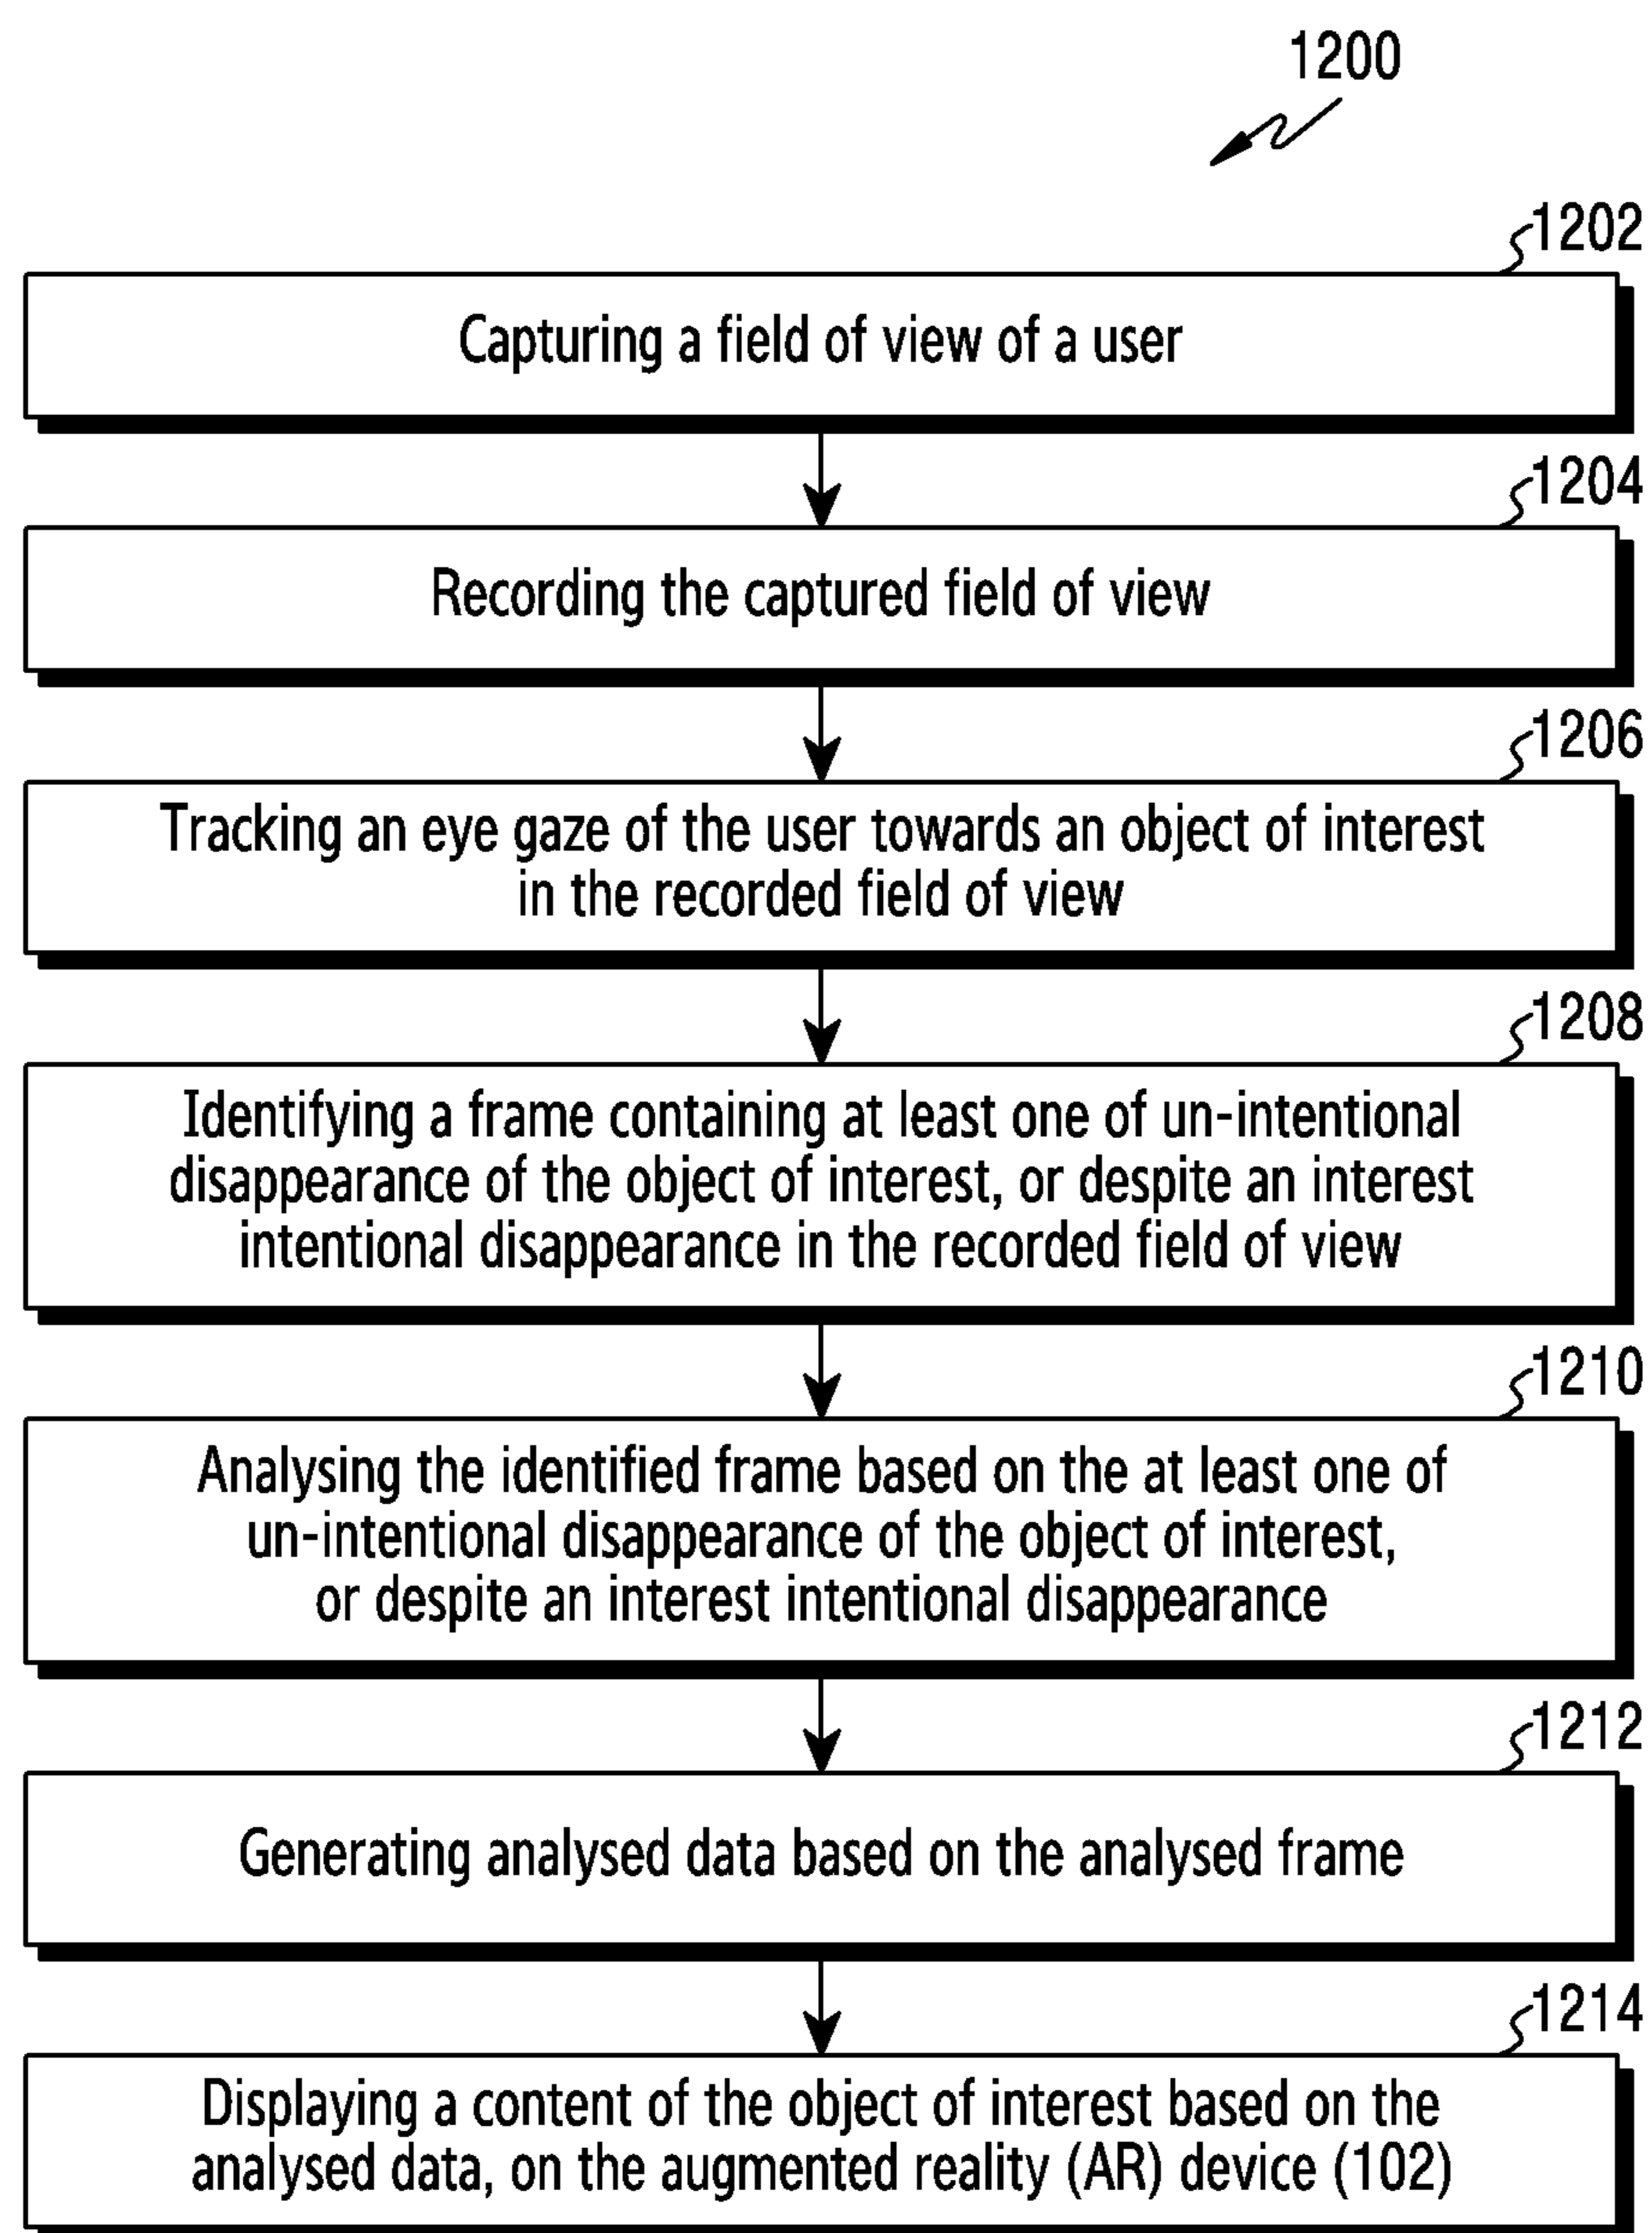 1200
1202
Capturing a field of view of a user
1204
Recording the captured field of view
1206
Tracking an eye gaze of the user towards an object of interest
in the recorded field of view
1208
Identifying a frame containing at least one of un-intentional
disappearance of the object of interest, or despite an interest
intentional disappearance in the recorded field of view
1210
Analysing the identified frame based on the at least one of
un-intentional disappearance of the object of interest,
or despite an interest intentional disappearance
1212
Generating analysed data based on the analysed frame
1214
Displaying a content of the object of interest based on the
analysed data, on the augmented reality (AR) device (102)